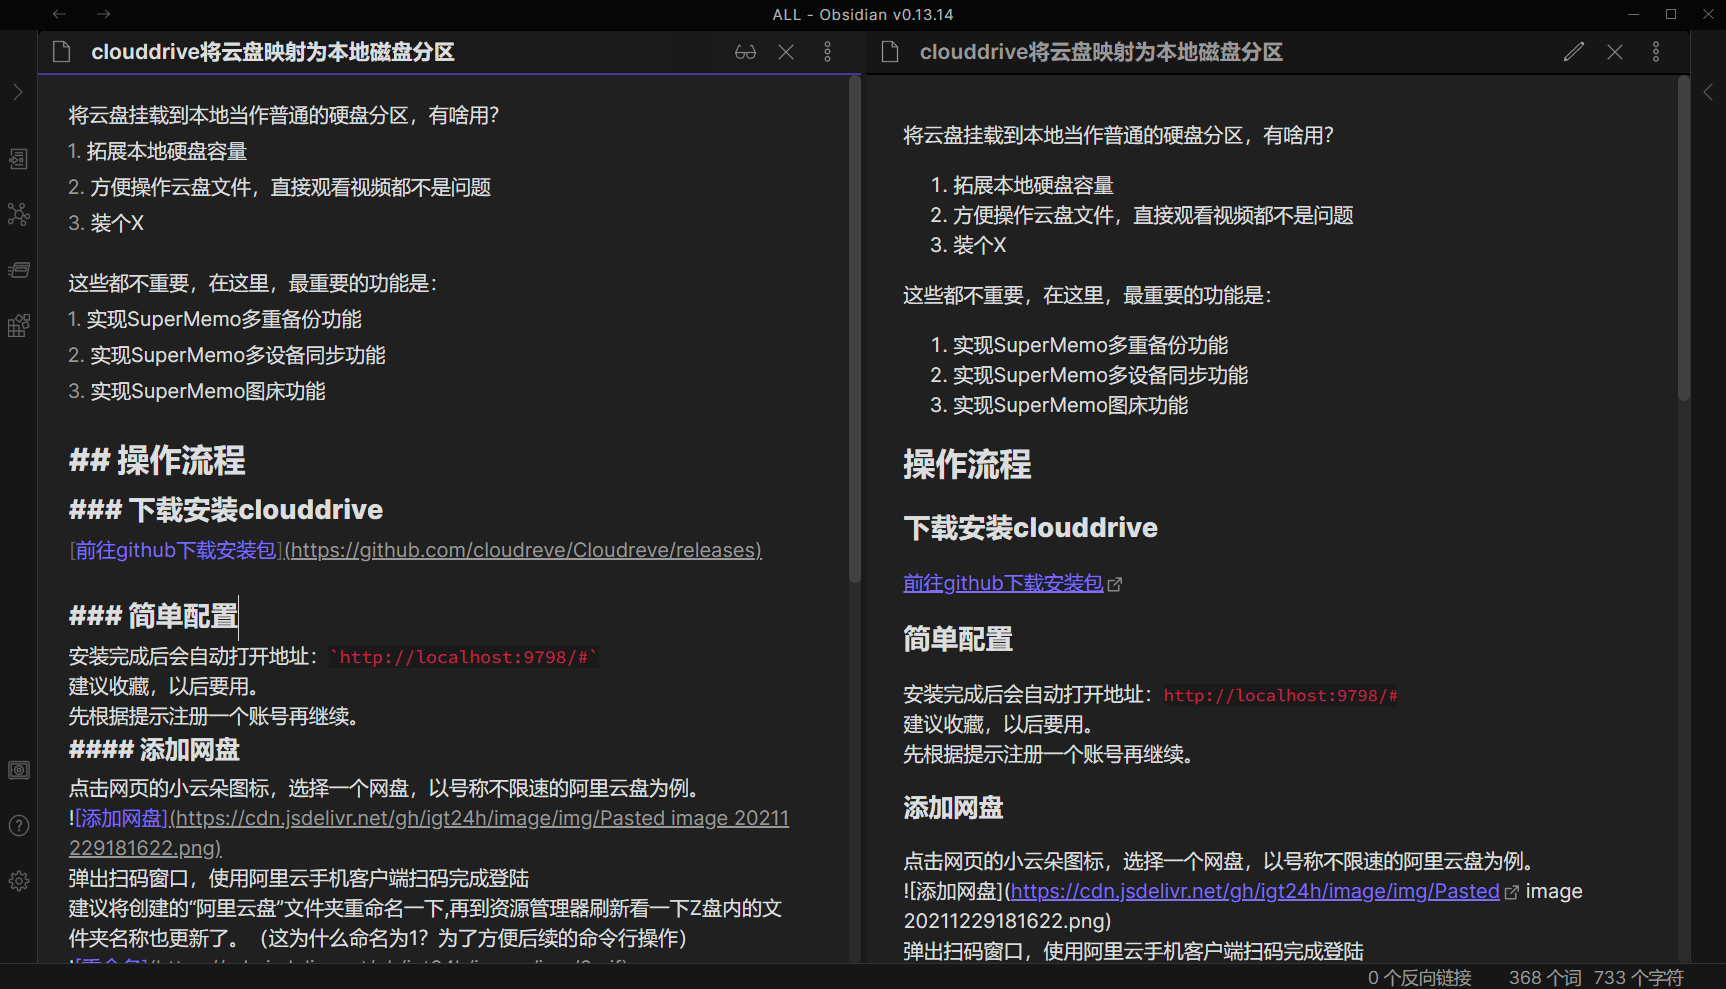 ALL - Obsidian v0.13.14
clouddrive将云盘映射为本地磁盘分区
将云盘挂载到本地当作普通的硬盘分区，有啥用？
1. 拓展本地硬盘容量
2. 方便操作云盘文件，直接观看视频都不是问题
3. 装个X
这些都不重要，在这里，最重要的功能是：
1. 实现SuperMemo多重备份功能
2. 实现SuperMemo多设备同步功能
3. 实现SuperMemo图床功能
## 操作流程
### 下载安装clouddrive
[前往github下载安装包](https://github.com/cloudreve/Cloudreve/releases)
### 简单配置
安装完成后会自动打开地址：`http://localhost:9798/#`
建议收藏，以后要用。
先根据提示注册一个账号再继续。
#### 添加网盘
点击网页的小云朵图标，选择一个网盘，以号称不限速的阿里云盘为例。
![添加网盘](https://cdn.jsdelivr.net/gh/igt24h/image/img/Pasted image 20211
229181622.png)
弹出扫码窗口，使用阿里云手机客户端扫码完成登陆
建议将创建的“阿里云盘”文件夹重命名一下,再到资源管理器刷新看一下Z盘内的文
件夹名称也更新了。（这为什么命名为1？为了方便后续的命令行操作）
clouddrive将云盘映射为本地磁盘分区
将云盘挂载到本地当作普通的硬盘分区，有啥用？
1. 拓展本地硬盘容量
2. 方便操作云盘文件，直接观看视频都不是问题
3. 装个X
这些都不重要，在这里，最重要的功能是：
1. 实现SuperMemo多重备份功能
2. 实现SuperMemo多设备同步功能
3. 实现SuperMemo图床功能
操作流程
下载安装clouddrive
前往github下载安装包
简单配置
安装完成后会自动打开地址：http://localhost:9798/#
建议收藏，以后要用。
先根据提示注册一个账号再继续。
添加网盘
点击网页的小云朵图标，选择一个网盘，以号称不限速的阿里云盘为例。
![添加网盘](https://cdn.jsdelivr.net/gh/igt24h/image/img/Pasted image
20211229181622.png)
弹出扫码窗口，使用阿里云手机客户端扫码完成登陆
0 个反向链接 368 个词 733 个字符